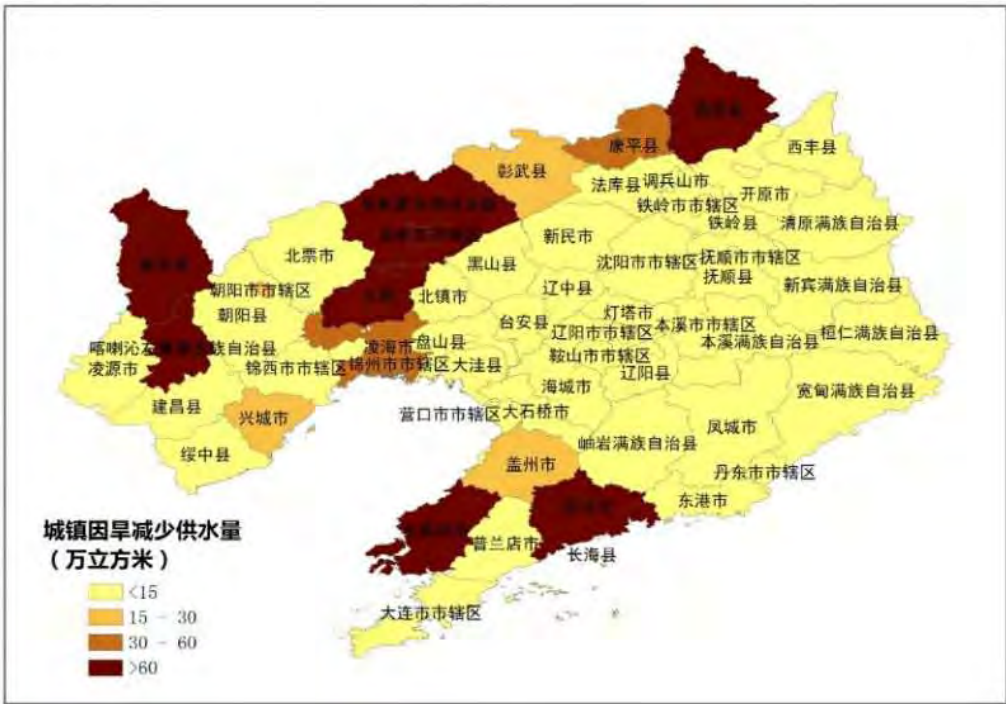 西丰县
康平县
彰武县
法库县
调兵山市
开原市
铁岭市市辖区
铁岭县
清原满族自治县
北票市
新民市
黑山县
沈阳市市辖区
抚顺市市辖区
抚顺县
新宾满族自治县
朝阳市市辖区
北镇市
辽中县
朝阳县
台安县
灯塔市
辽阳市市辖区
本溪市市辖区
桓仁满族自治县
本溪满族自治县
凌海市
盘山县
锦州市市辖区
大洼县
鞍山市市辖区
辽阳县
凌源市
锦西市市辖区
海城市
宽甸满族自治县
建昌县
兴城市
营口市市辖区
大石桥市
凤城市
岫岩满族自治县
绥中县
盖州市
丹东市市辖区
东港市
普兰店市
长海县
大连市市辖区
城镇因旱减少供水量
（万立方米）
<15
15 - 30
30 - 60
>60